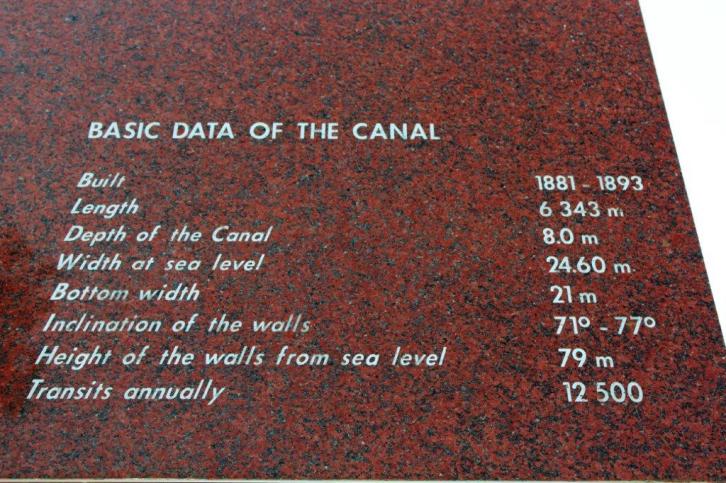 BASIC DATA OF THE CANAL
Built 1881 - 1893
Length 6 343 m
Depth of the Canal 8.0 m
Width at sea level 24.60 m.
Bottom width 21 m
Inclination of the walls 71° - 77°
Height of the walls from sea level 79 m
Transits annually 12 500